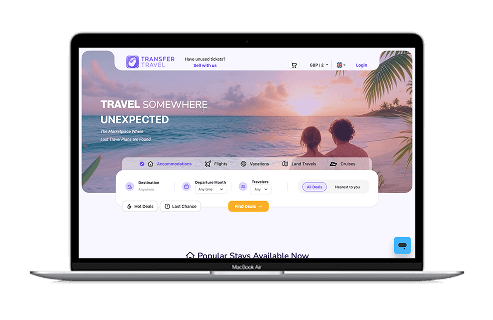 TRANSFER
TRAVEL
Have unused tickets?
Sell with us
GBP | £
Login
TRAVEL SOMEWHERE
UNEXPECTED
The Marketplace Where
Lost Travel Plans are Found
Accommodations
Flights
Vacations
Land Travels
Cruises
Destination
Anywhere
Departure Month
Any time
Travelers
Any
All Deals
Nearest to you
Hot Deals
Last Chance
Find Deals →
Popular Stays Available Now
MacBook Air